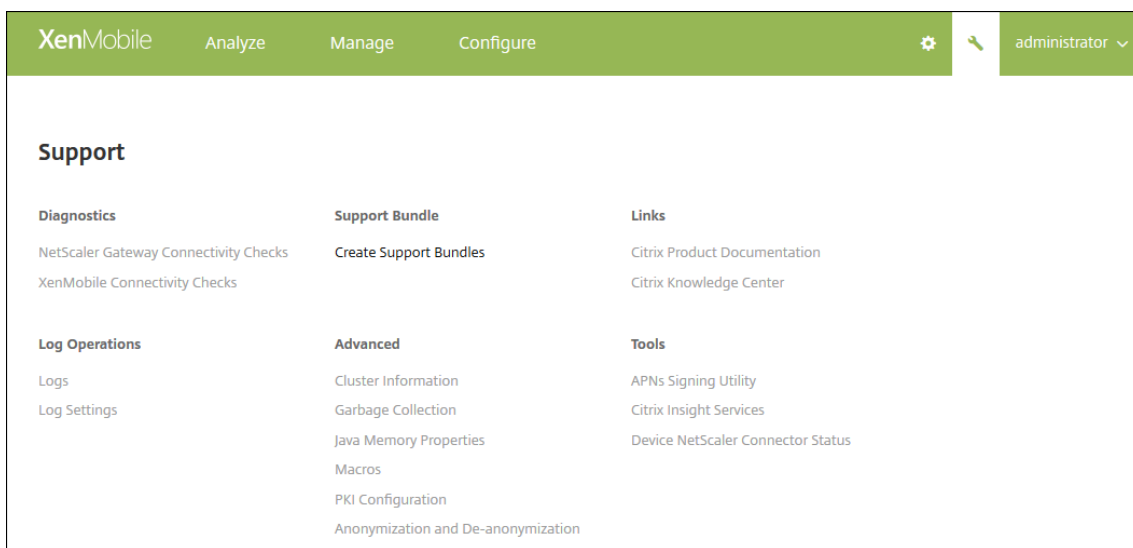 XenMobile Analyze Manage Configure administrator
Support
Diagnostics
NetScaler Gateway Connectivity Checks
XenMobile Connectivity Checks
Support Bundle
Create Support Bundles
Links
Citrix Product Documentation
Citrix Knowledge Center
Log Operations
Logs
Log Settings
Advanced
Cluster Information
Garbage Collection
Java Memory Properties
Macros
PKI Configuration
Anonymization and De-anonymization
Tools
APNs Signing Utility
Citrix Insight Services
Device NetScaler Connector Status